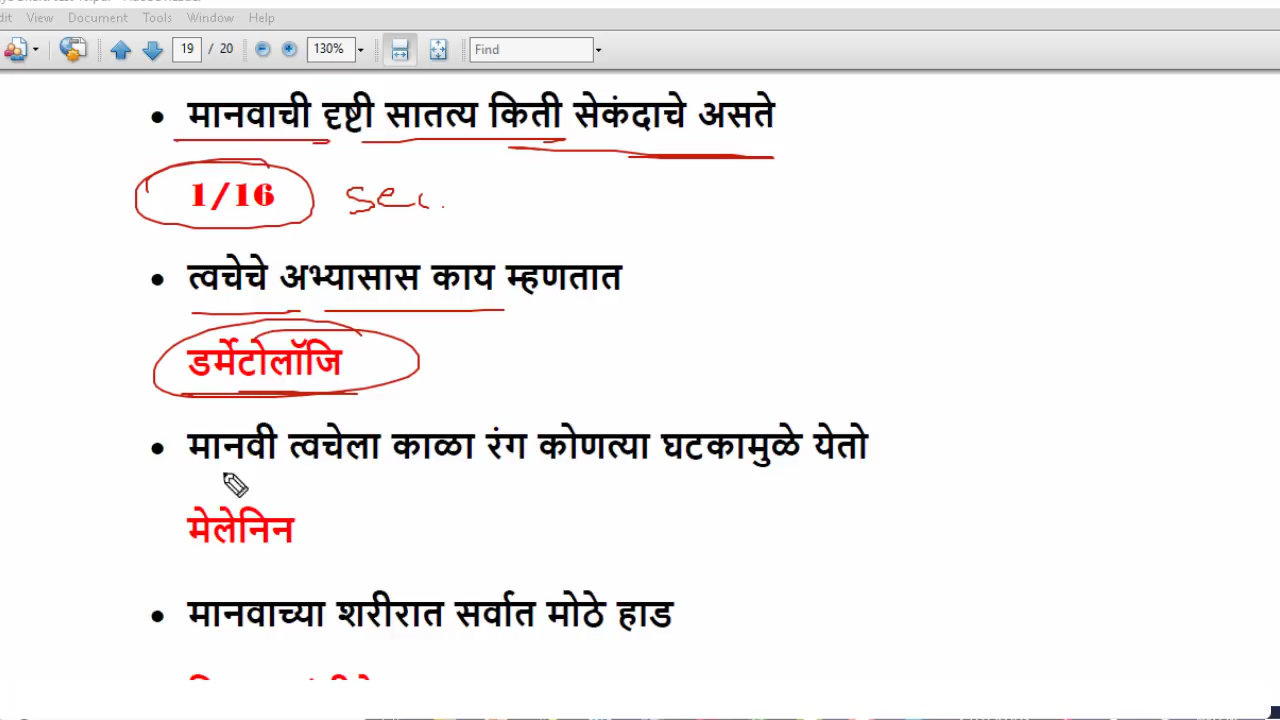 View Document Tools Window Help
19 / 20 130% Find
• मानवाची दृष्टी सातत्य किती सेकंदाचे असते
1/16 sec.
• त्वचेचे अभ्यासास काय म्हणतात
डर्मेटोलॉजि
• मानवी त्वचेला काळा रंग कोणत्या घटकामुळे येतो
मेलेनिन
• मानवाच्या शरीरात सर्वात मोठे हाड